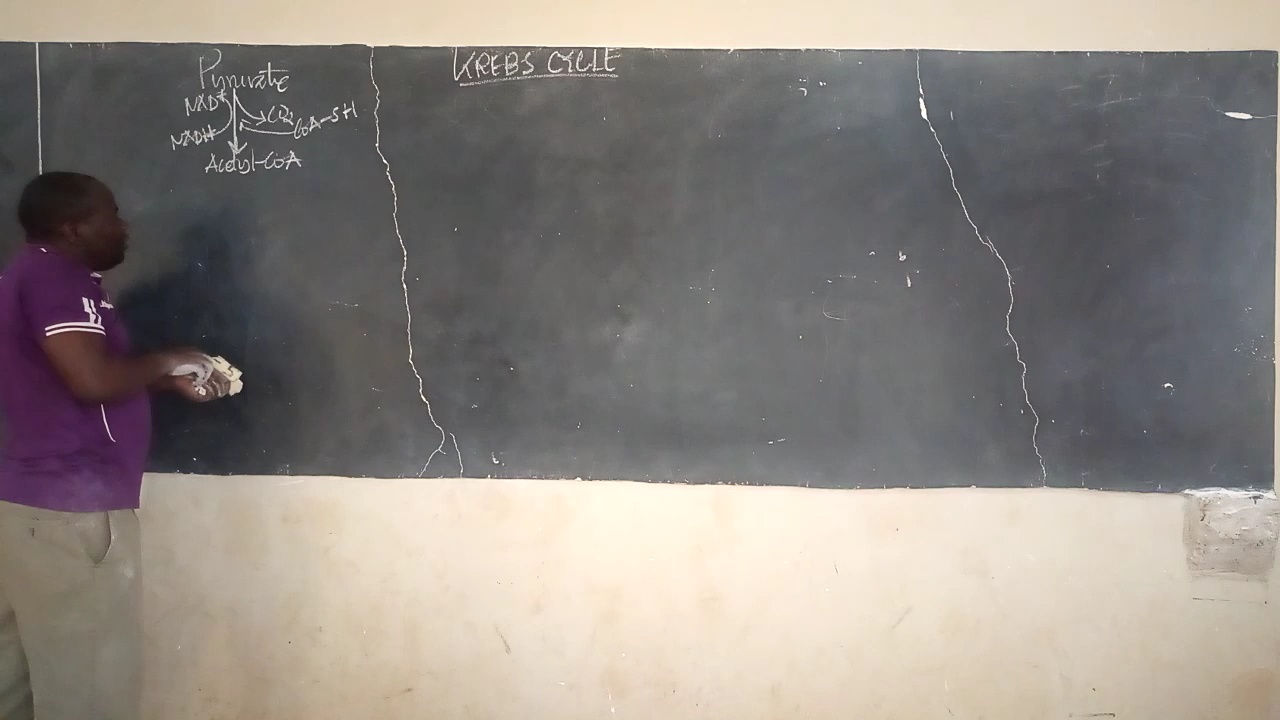 KREBS CYCLE
Pyruvate
NAD+
CO2
CoA-SH
NADH
Acetyl-CoA